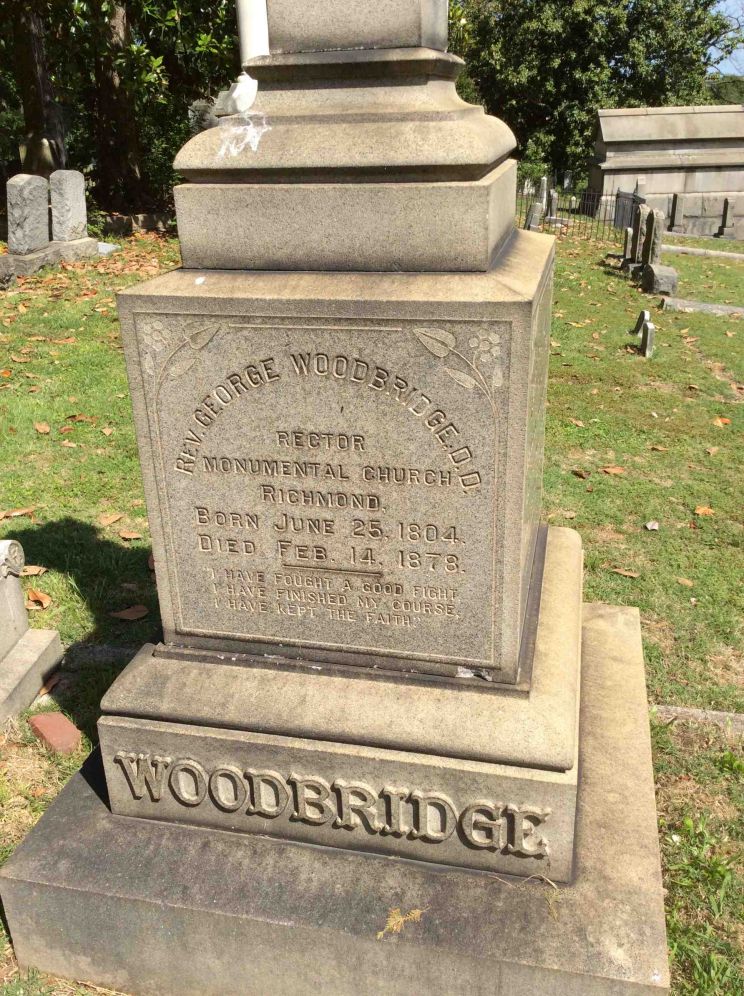 REV. GEORGE WOODBRIDGE, D.D.
RECTOR
MONUMENTAL CHURCH
RICHMOND,
BORN JUNE 25, 1804.
DIED FEB. 14, 1878.
"I HAVE FOUGHT A GOOD FIGHT
I HAVE FINISHED MY COURSE,
I HAVE KEPT THE FAITH"
WOODBRIDGE